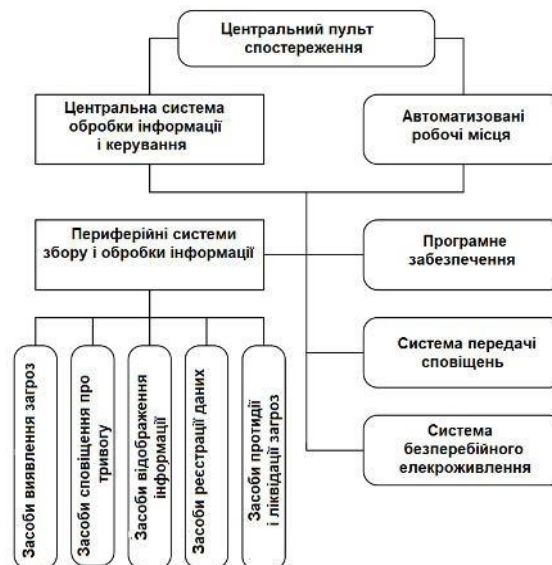 Центральний пульт
спостереження
Центральна система
обробки інформації
і керування
Автоматизовані
робочі місця
Периферійні системи
збору і обробки інформації
Програмне
забезпечення
Система передачі
сповіщень
Система
безперебійного
елекроживлення
Засоби виявлення загроз
Засоби сповіщення про
тривогу
Засоби відображення
інформації
Засоби реєстрації даних
Засоби протидії
і ліквідації загроз